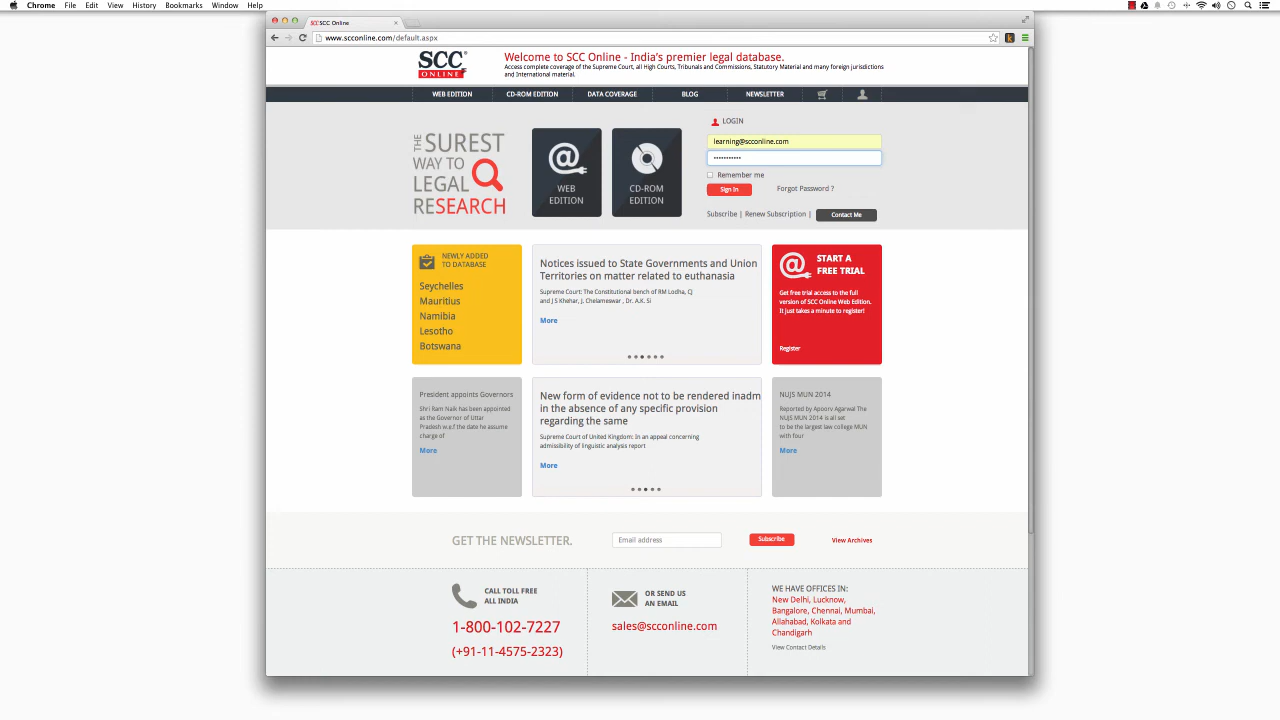 Chrome File Edit View History Bookmarks Window Help
SCC Online
www.scconline.com/default.aspx
SCC
ONLINE
Welcome to SCC Online - India's premier legal database.
Access complete coverage of the Supreme Court, all High Courts, Tribunals and Commissions, Statutory Material and many foreign jurisdictions
and International material.
WEB EDITION CD-ROM EDITION DATA COVERAGE BLOG NEWSLETTER
THE SUREST
WAY TO
LEGAL
RESEARCH
WEB
EDITION
CD-ROM
EDITION
LOGIN
learning@scconline.com
•••••••••••
Remember me
Sign In Forgot Password ?
Subscribe | Renew Subscription | Contact Me
NEWLY ADDED
TO DATABASE
Seychelles
Mauritius
Namibia
Lesotho
Botswana
Notices issued to State Governments and Union
Territories on matter related to euthanasia
Supreme Court: The Constitutional bench of RM Lodha, CJ
and J S Khehar, J. Chelameswar , Dr. A.K. Si
More
START A
FREE TRIAL
Get free trial access to the full
version of SCC Online Web Edition.
It just takes a minute to register!
Register
President appoints Governors
Shri Ram Naik has been appointed
as the Governor of Uttar
Pradesh w.e.f the date he assume
charge of
More
New form of evidence not to be rendered inadm
in the absence of any specific provision
regarding the same
Supreme Court of United Kingdom: In an appeal concerning
admissibility of linguistic analysis report
More
NUJS MUN 2014
Reported by Apoorv Agarwal The
NUJS MUN 2014 is all set
to be the largest law college MUN
with four
More
GET THE NEWSLETTER. Email address Subscribe View Archives
CALL TOLL FREE
ALL INDIA
1-800-102-7227
(+91-11-4575-2323)
OR SEND US
AN EMAIL
sales@scconline.com
WE HAVE OFFICES IN:
New Delhi, Lucknow,
Bangalore, Chennai, Mumbai,
Allahabad, Kolkata and
Chandigarh
View Contact Details